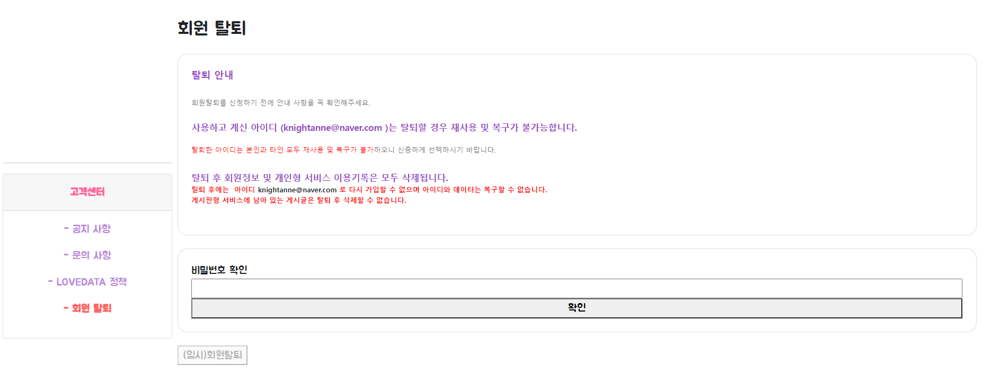 회원 탈퇴
탈퇴 안내
회원탈퇴를 신청하기 전에 안내 사항을 꼭 확인해주세요.
사용하고 계신 아이디 (knightanne@naver.com )는 탈퇴할 경우 재사용 및 복구가 불가능합니다.
탈퇴한 아이디는 본인과 타인 모두 재사용 및 복구가 불가하오니 신중하게 선택하시기 바랍니다.
탈퇴 후 회원정보 및 개인형 서비스 이용기록은 모두 삭제됩니다.
틸퇴 후에는 아이디 knightanne@naver.com 로 다시 가입할 수 없으며 아이디와 데이터는 복구할 수 없습니다.
게시판형 서비스에 남아 있는 게시글은 탈퇴 후 삭제할 수 없습니다.
고객센터
- 공지 사항
- 문의 사항
- LOVEDATA 정책
- 회원 탈퇴
비밀번호 확인
확인
(임시)회원탈퇴